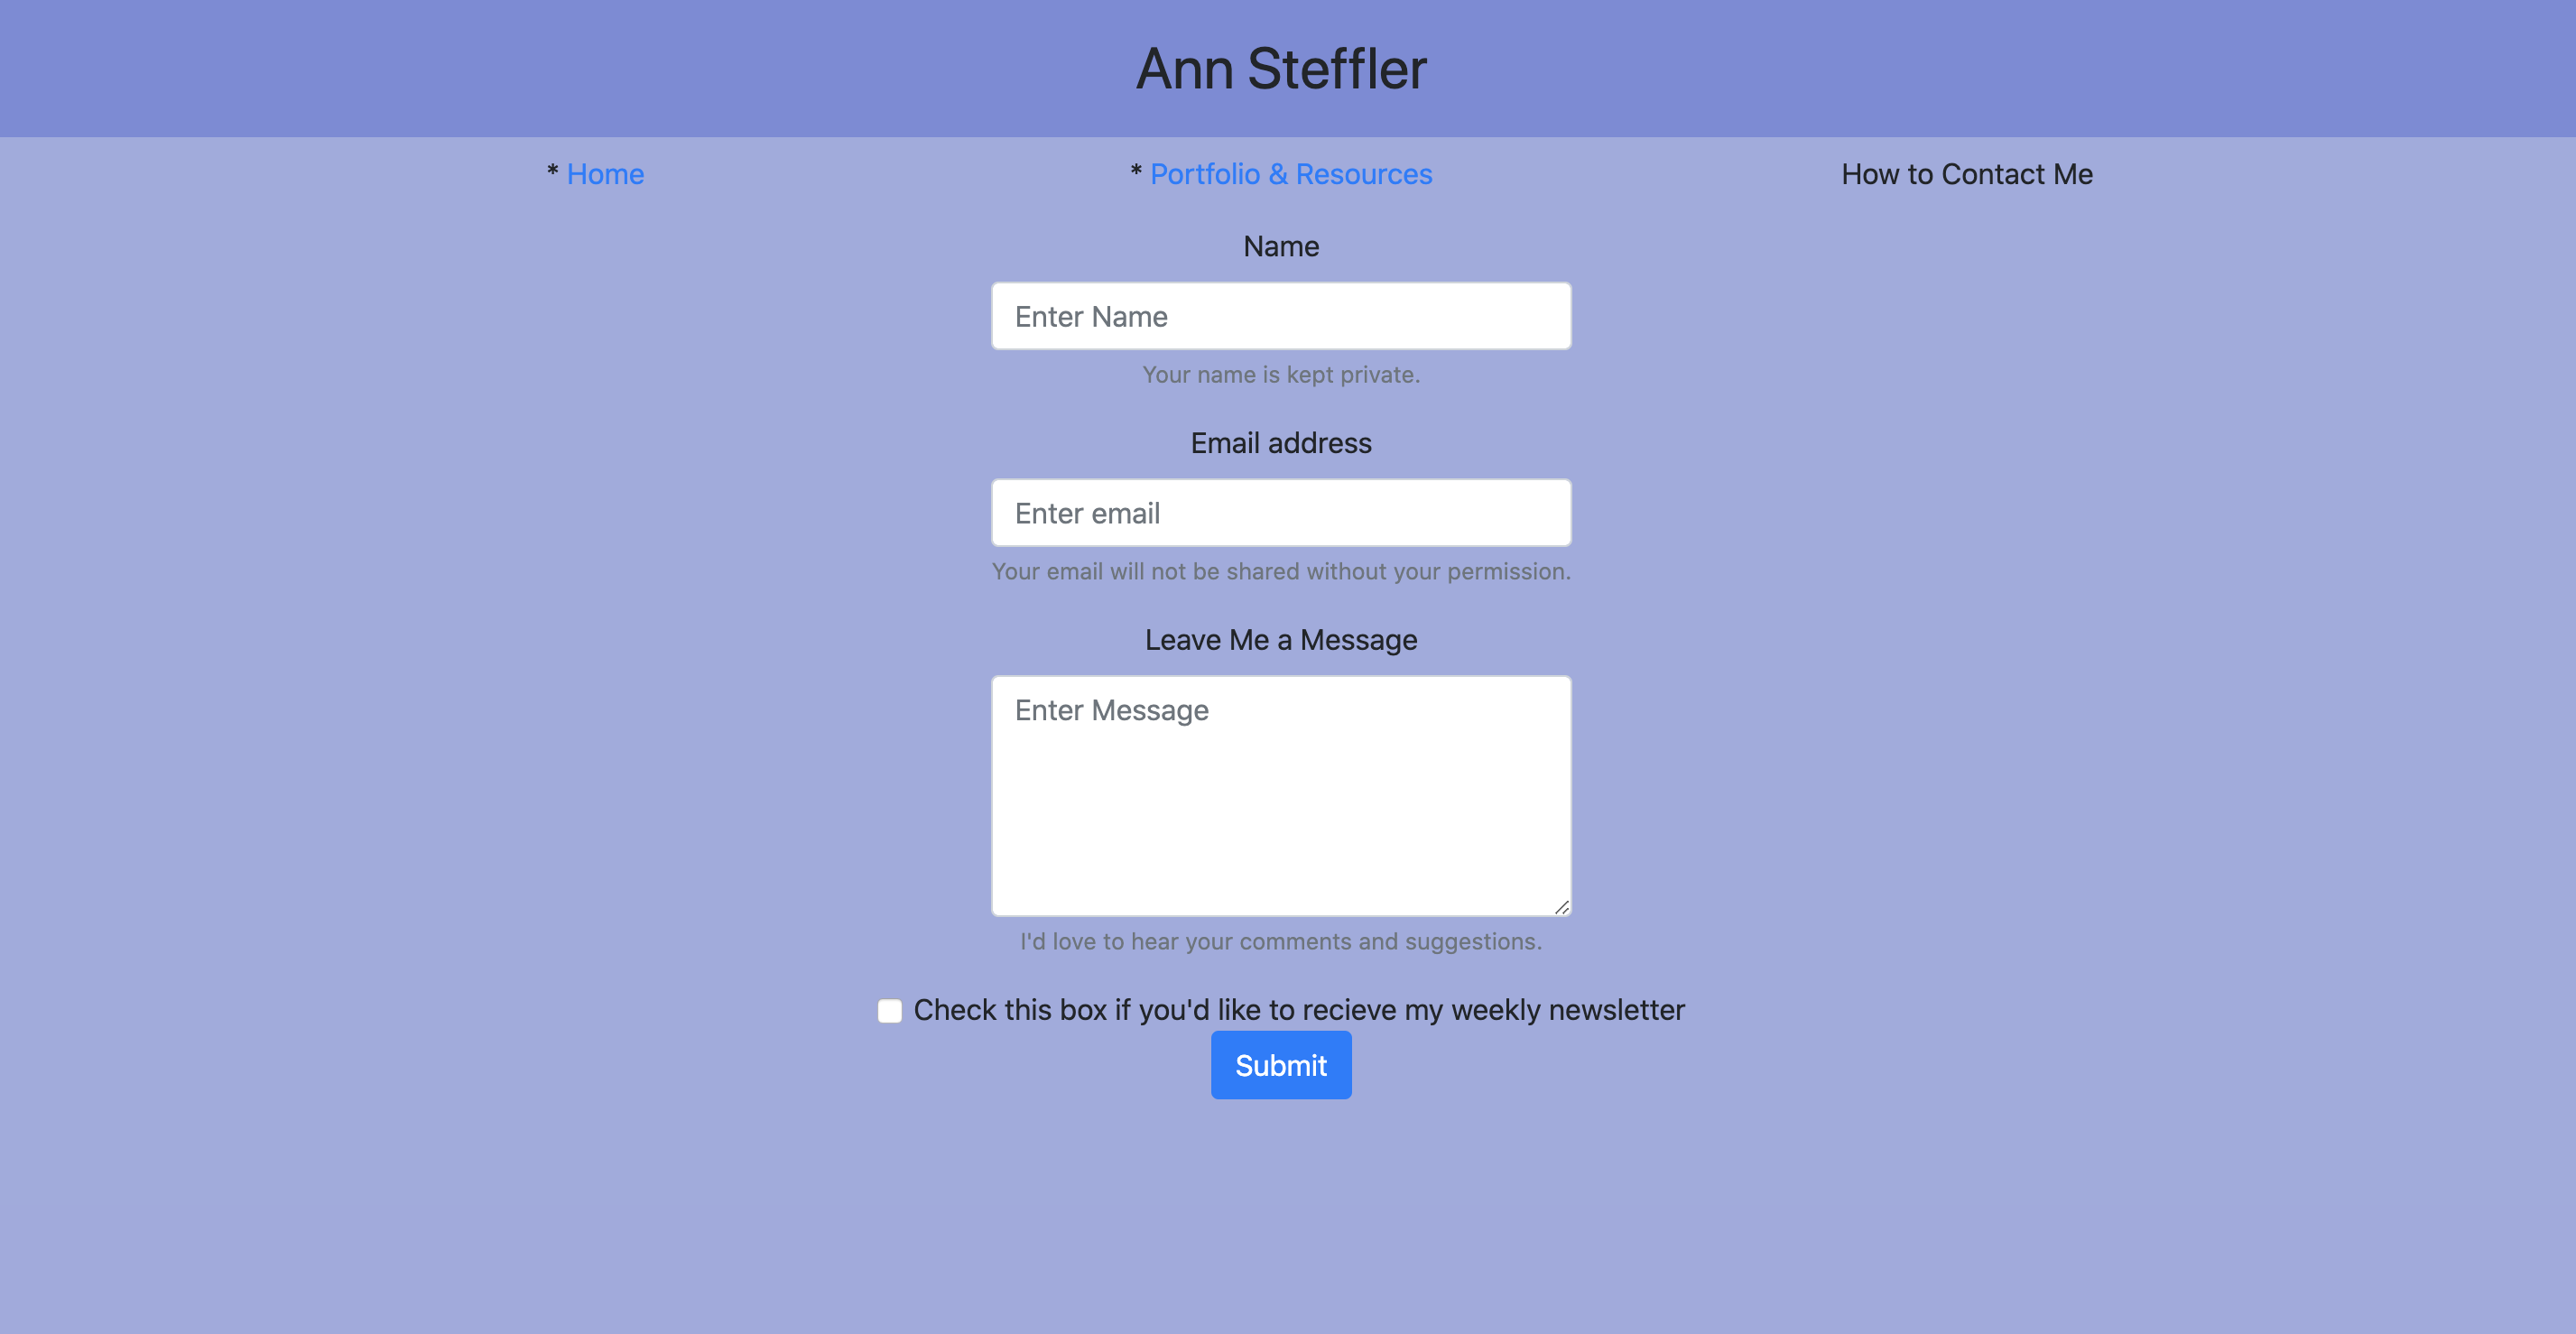 Ann Steffler
* Home * Portfolio & Resources How to Contact Me
Name
Enter Name
Your name is kept private.
Email address
Enter email
Your email will not be shared without your permission.
Leave Me a Message
Enter Message
I'd love to hear your comments and suggestions.
Check this box if you'd like to recieve my weekly newsletter
Submit